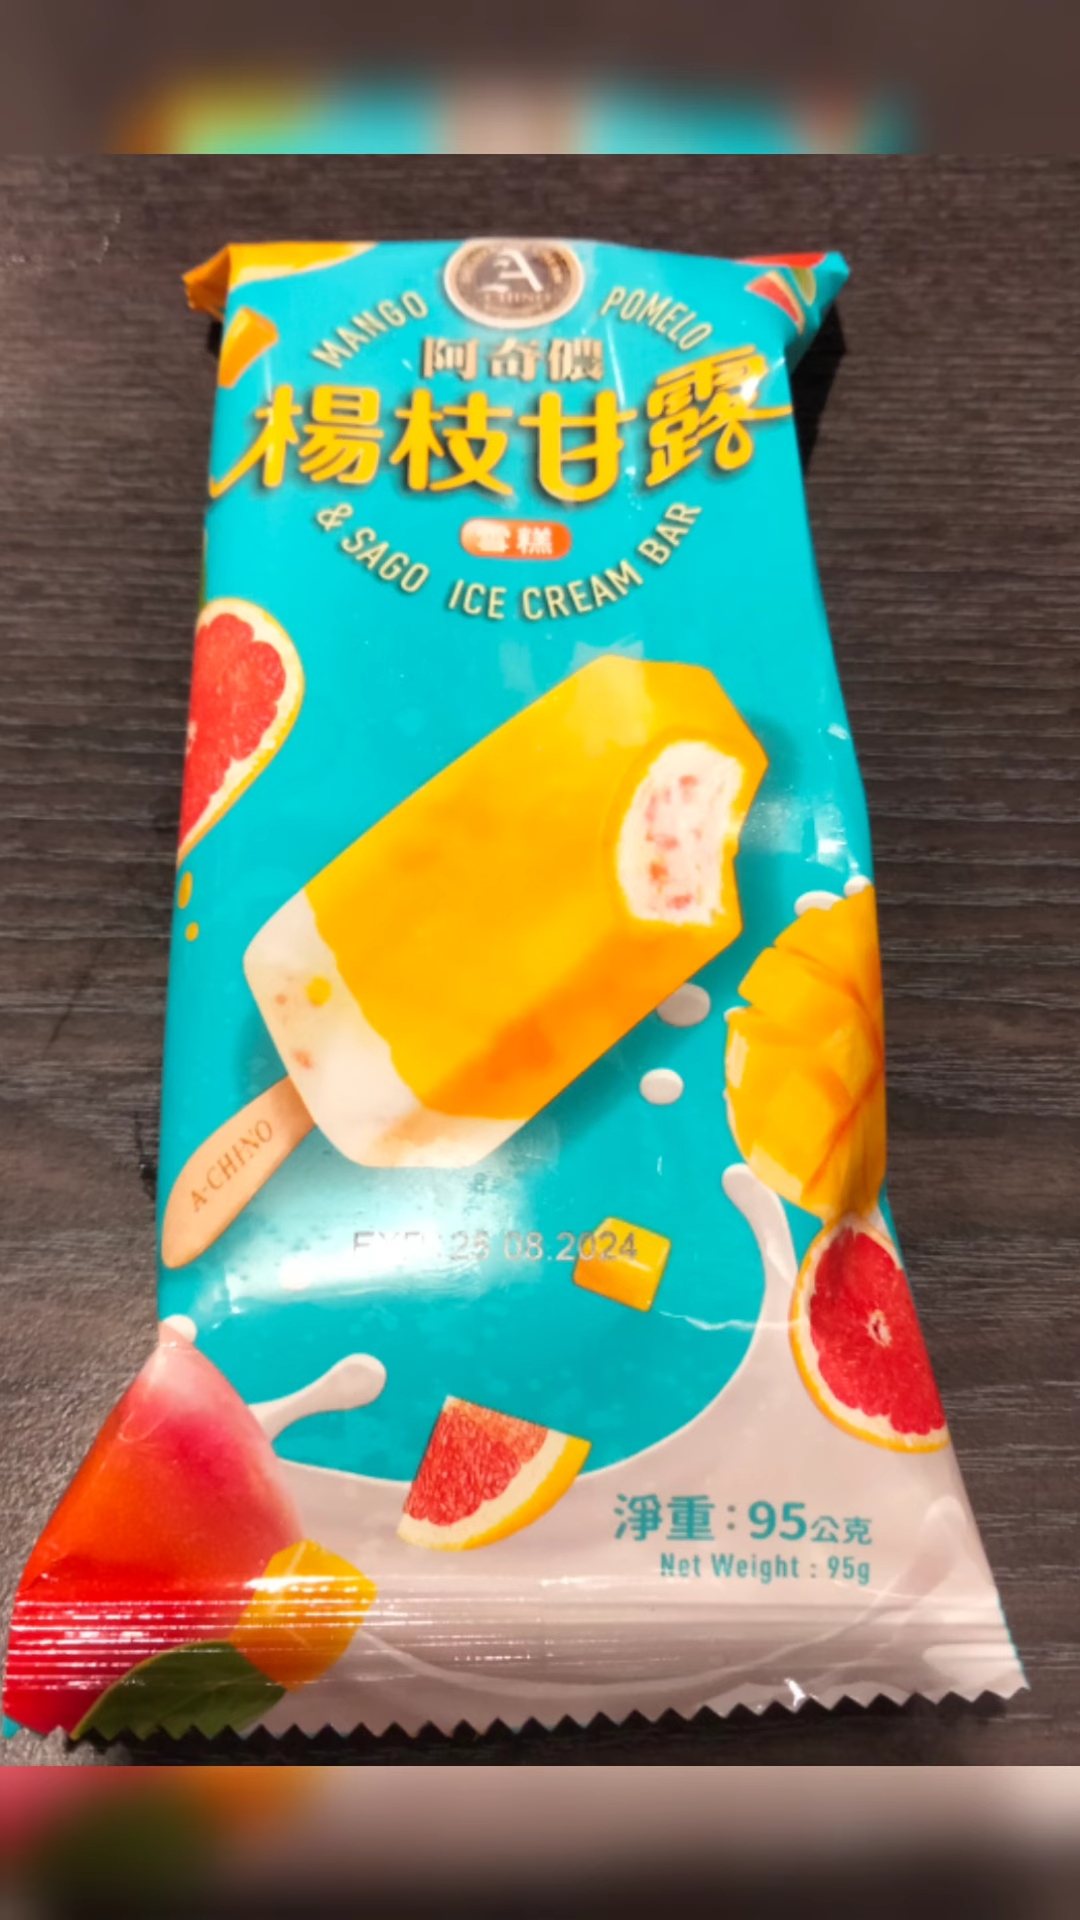 A
CHINO
MANGO POMELO
阿奇儂
楊枝甘露
雪糕
& SAGO ICE CREAM BAR
A-CHINO
EXP: 25 08.2024
淨重：95公克
Net Weight : 95g